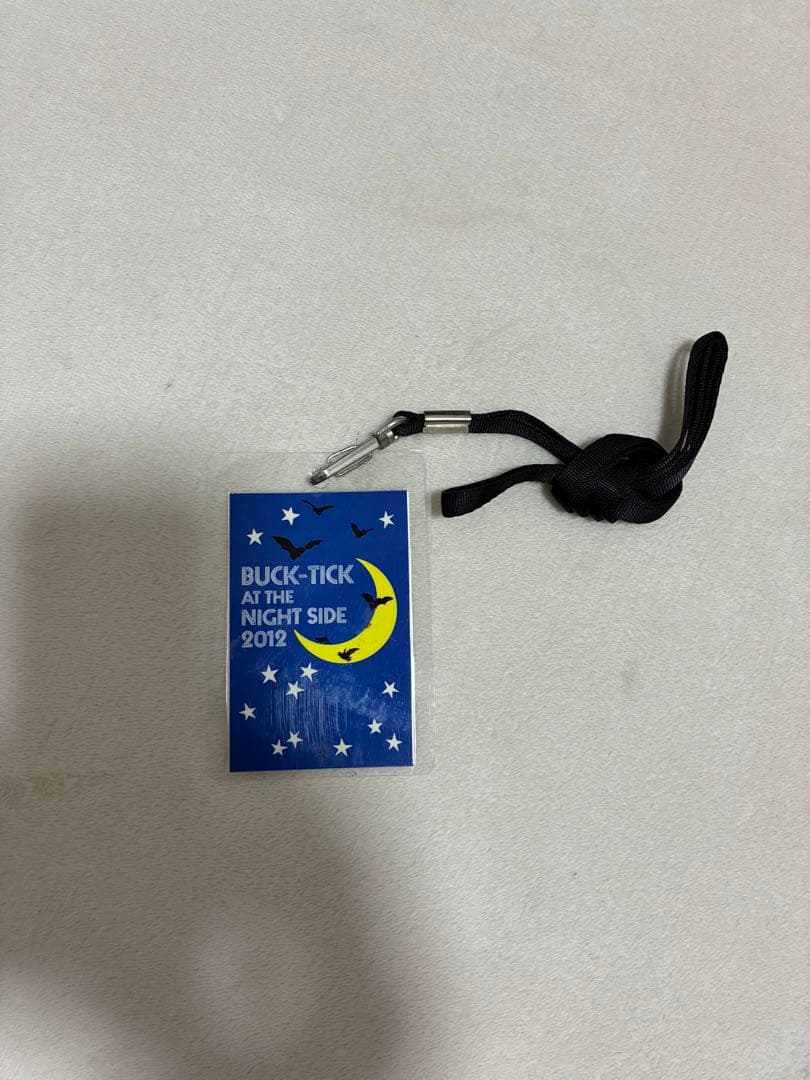 BUCK-TICK
AT THE
NIGHT SIDE
2012